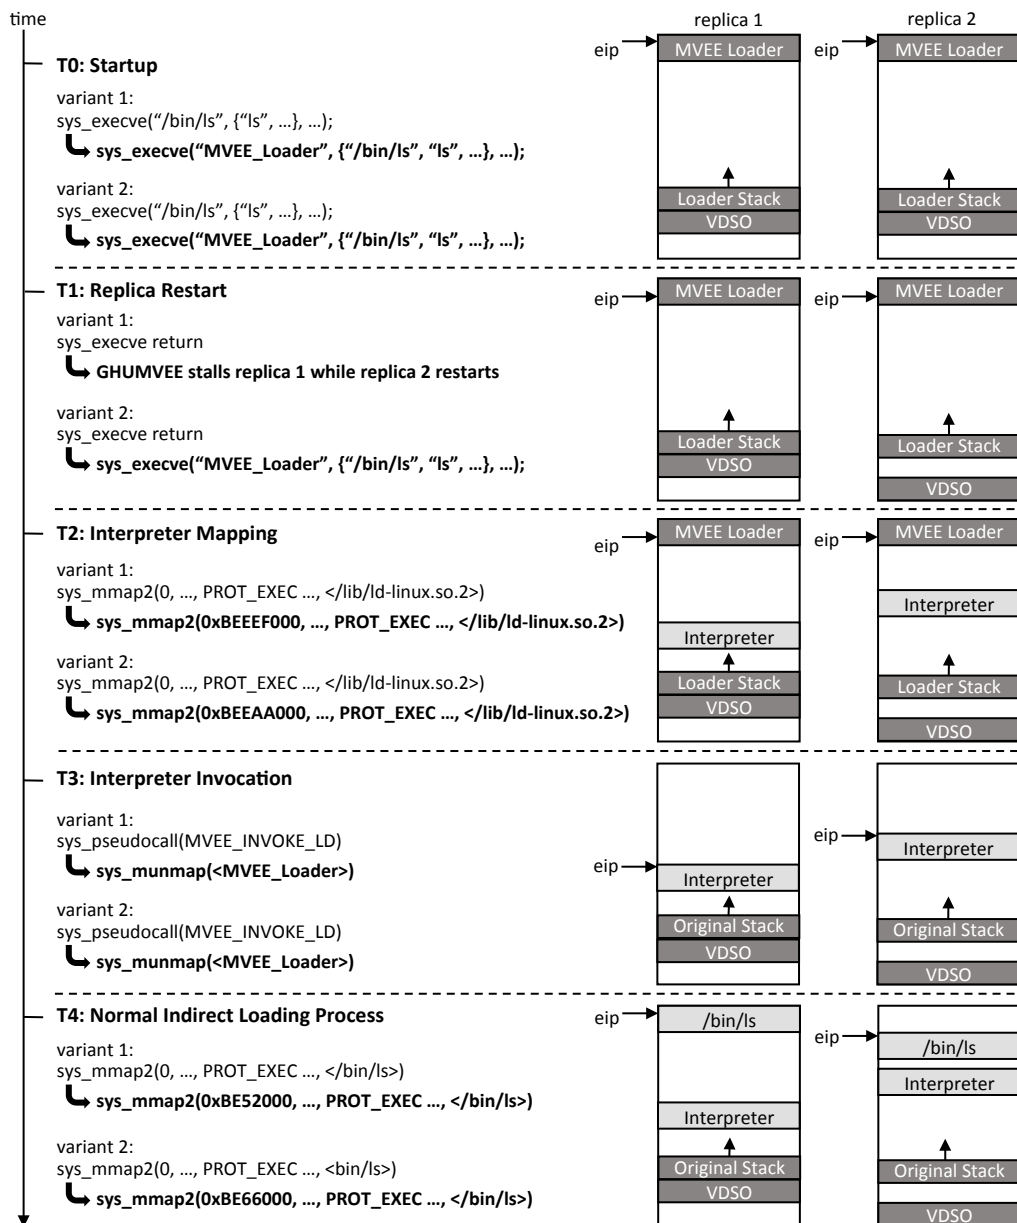 time
replica 1
replica 2
T0: Startup
eip
MVEE Loader
eip
MVEE Loader
variant 1:
sys_execve(“/bin/ls”, {“ls”, …}, …);
sys_execve(“MVEE_Loader”, {“/bin/ls”, “ls”, …}, …);
variant 2:
sys_execve(“/bin/ls”, {“ls”, …}, …);
sys_execve(“MVEE_Loader”, {“/bin/ls”, “ls”, …}, …);
Loader Stack
VDSO
Loader Stack
VDSO
T1: Replica Restart
eip
MVEE Loader
eip
MVEE Loader
variant 1:
sys_execve return
GHUMVEE stalls replica 1 while replica 2 restarts
variant 2:
sys_execve return
sys_execve(“MVEE_Loader”, {“/bin/ls”, “ls”, …}, …);
Loader Stack
VDSO
Loader Stack
VDSO
T2: Interpreter Mapping
eip
MVEE Loader
eip
MVEE Loader
variant 1:
sys_mmap2(0, …, PROT_EXEC …, </lib/ld-linux.so.2>)
sys_mmap2(0xBEEEF000, …, PROT_EXEC …, </lib/ld-linux.so.2>)
variant 2:
sys_mmap2(0, …, PROT_EXEC …, </lib/ld-linux.so.2>)
sys_mmap2(0xBEEAA000, …, PROT_EXEC …, </lib/ld-linux.so.2>)
Interpreter
Loader Stack
VDSO
Interpreter
Loader Stack
VDSO
T3: Interpreter Invocation
variant 1:
sys_pseudocall(MVEE_INVOKE_LD)
sys_munmap(<MVEE_Loader>)
variant 2:
sys_pseudocall(MVEE_INVOKE_LD)
sys_munmap(<MVEE_Loader>)
eip
Interpreter
Original Stack
VDSO
eip
Interpreter
Original Stack
VDSO
T4: Normal Indirect Loading Process
variant 1:
sys_mmap2(0, …, PROT_EXEC …, </bin/ls>)
sys_mmap2(0xBE52000, …, PROT_EXEC …, </bin/ls>)
variant 2:
sys_mmap2(0, …, PROT_EXEC …, <bin/ls>)
sys_mmap2(0xBE66000, …, PROT_EXEC …, </bin/ls>)
eip
/bin/ls
Interpreter
Original Stack
VDSO
eip
/bin/ls
Interpreter
Original Stack
VDSO